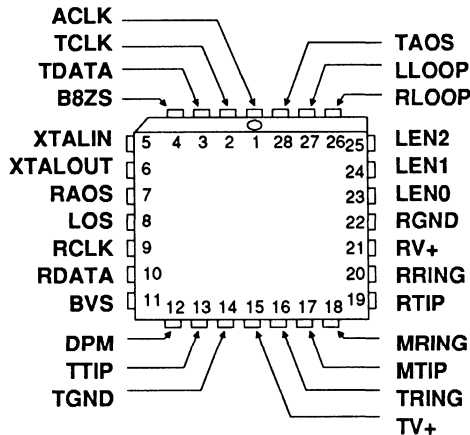 ACLK
TCLK
TAOS
TDATA
LLOOP
B8ZS
RLOOP
4 3 2 1 28 27 26
XTALIN 5 25 LEN2
XTALOUT 6 24 LEN1
RAOS 7 23 LEN0
LOS 8 22 RGND
RCLK 9 21 RV+
RDATA 10 20 RRING
BVS 11 19 RTIP
12 13 14 15 16 17 18
DPM MRING
TTIP MTIP
TGND TRING
TV+